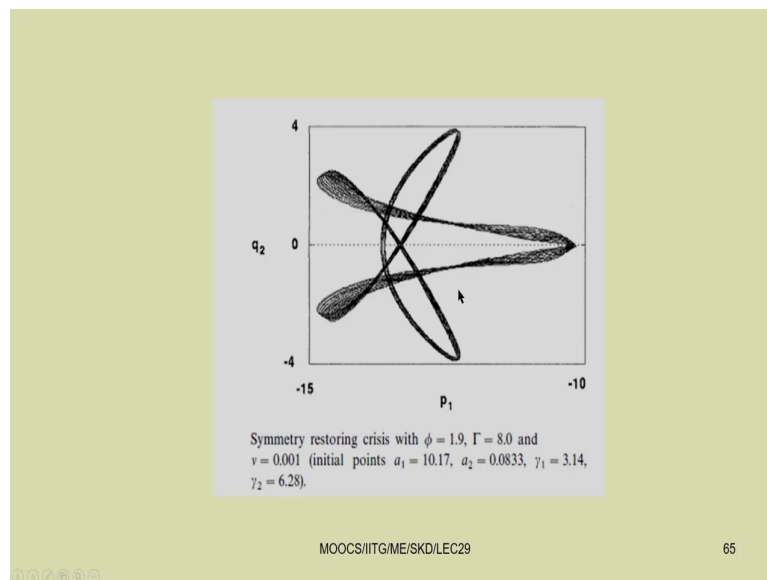 4
q₂ 0
-4
-15 -10
p₁
Symmetry restoring crisis with ϕ = 1.9, Γ = 8.0 and
ν = 0.001 (initial points a₁ = 10.17, a₂ = 0.0833, γ₁ = 3.14,
γ₂ = 6.28).
MOOCS/IITG/ME/SKD/LEC29 65